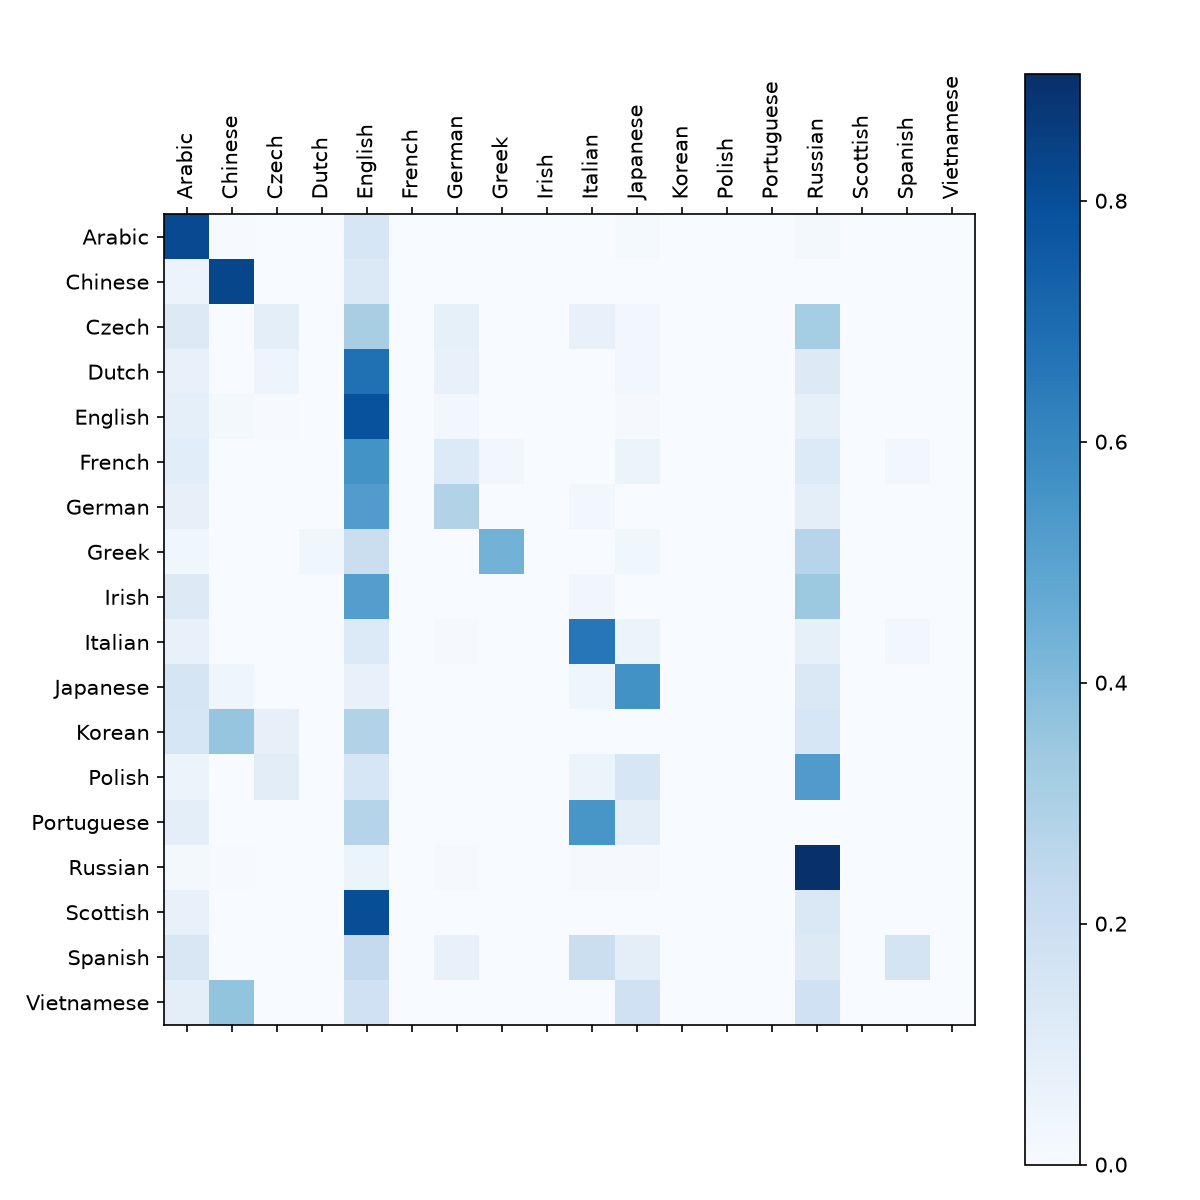 Arabic
Chinese
Czech
Dutch
English
French
German
Greek
Irish
Italian
Japanese
Korean
Polish
Portuguese
Russian
Scottish
Spanish
Vietnamese
Arabic
Chinese
Czech
Dutch
English
French
German
Greek
Irish
Italian
Japanese
Korean
Polish
Portuguese
Russian
Scottish
Spanish
Vietnamese
0.8
0.6
0.4
0.2
0.0